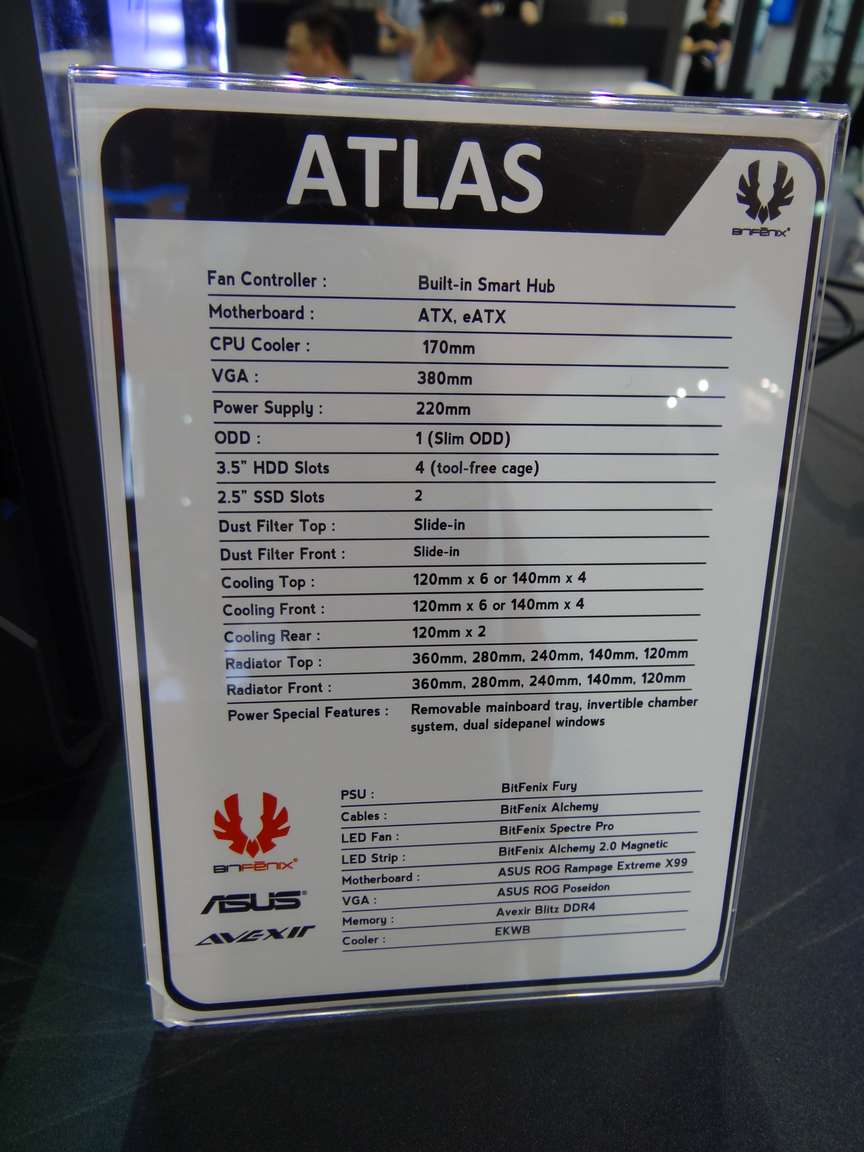 ATLAS
BITFENIX®
Fan Controller : Built-in Smart Hub
Motherboard : ATX, eATX
CPU Cooler : 170mm
VGA : 380mm
Power Supply : 220mm
ODD : 1 (Slim ODD)
3.5" HDD Slots 4 (tool-free cage)
2.5" SSD Slots 2
Dust Filter Top : Slide-in
Dust Filter Front : Slide-in
Cooling Top : 120mm x 6 or 140mm x 4
Cooling Front : 120mm x 6 or 140mm x 4
Cooling Rear : 120mm x 2
Radiator Top : 360mm, 280mm, 240mm, 140mm, 120mm
Radiator Front : 360mm, 280mm, 240mm, 140mm, 120mm
Power Special Features : Removable mainboard tray, invertible chamber
system, dual sidepanel windows
PSU : BitFenix Fury
Cables : BitFenix Alchemy
LED Fan : BitFenix Spectre Pro
LED Strip : BitFenix Alchemy 2.0 Magnetic
Motherboard : ASUS ROG Rampage Extreme X99
VGA : ASUS ROG Poseidon
Memory : Avexir Blitz DDR4
Cooler : EKWB
BITFENIX®
ASUS®
AVEXIR